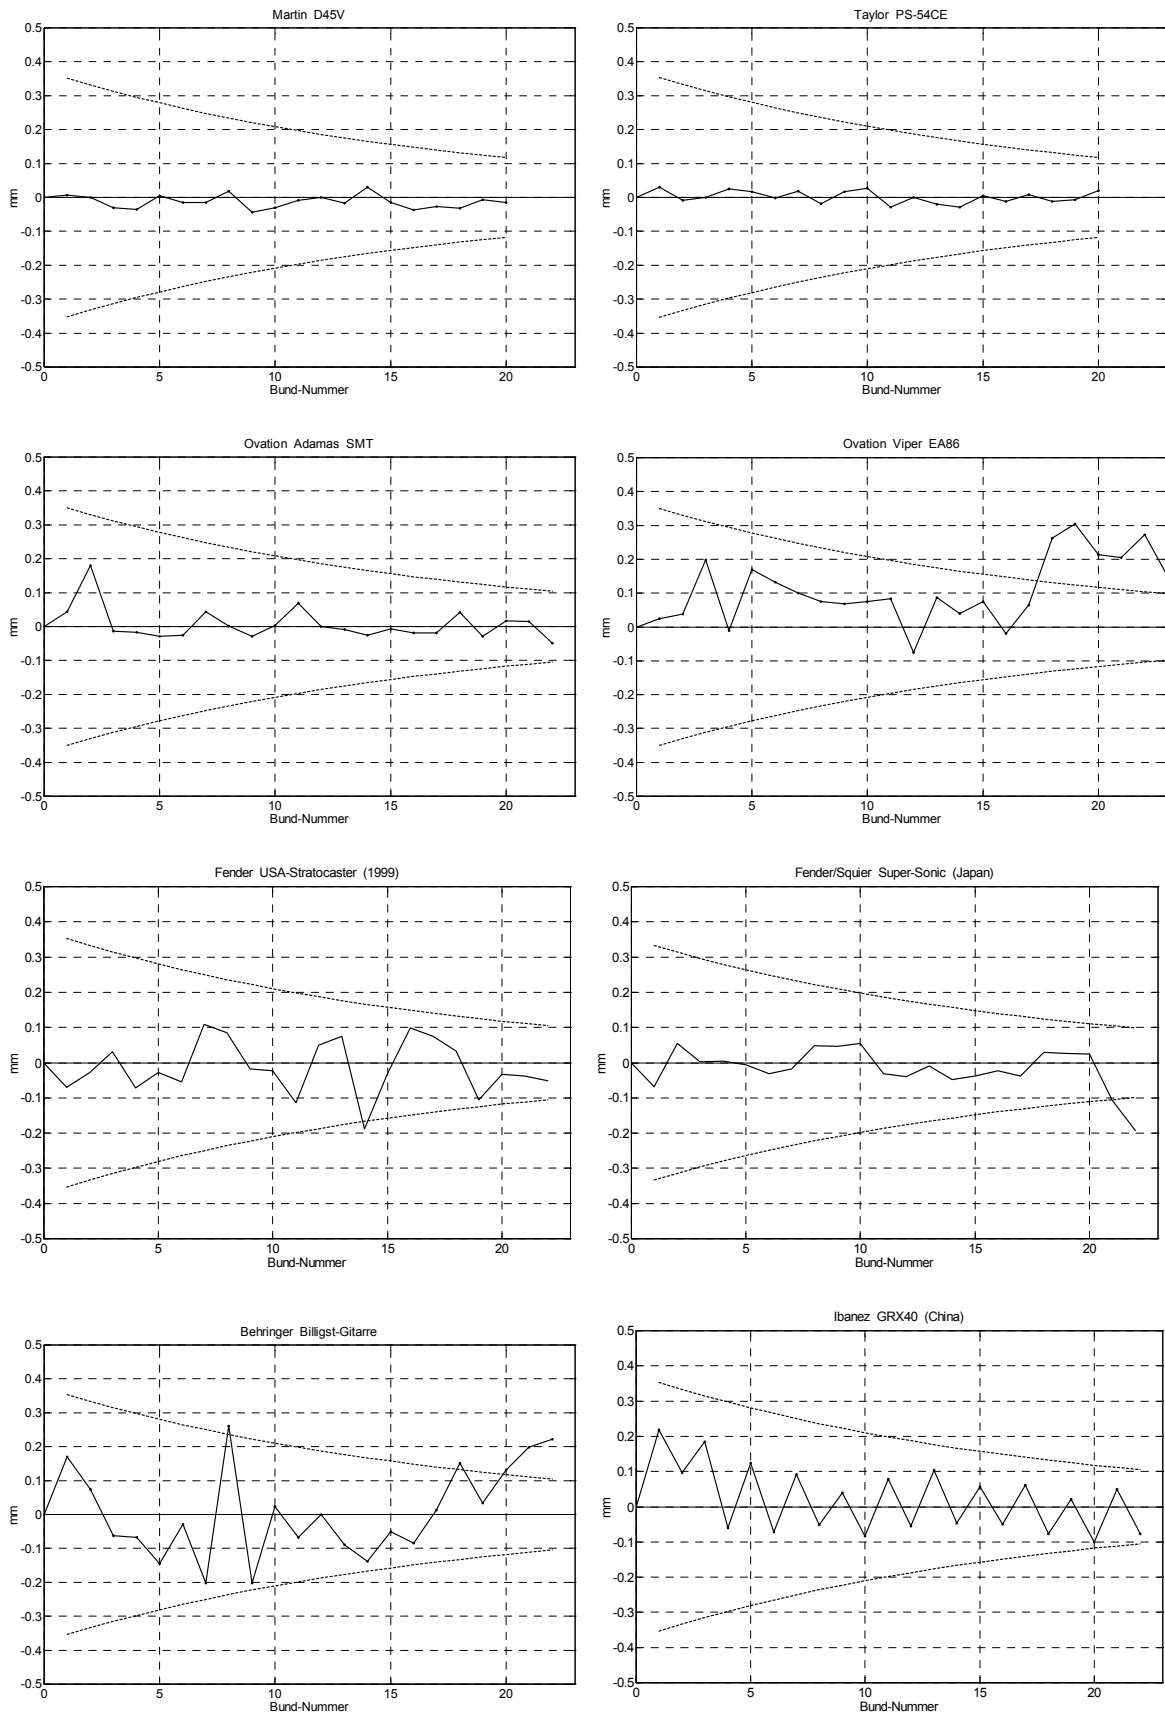 Martin D45V
0.5
0.4
0.3
0.2
0.1
0
-0.1
-0.2
-0.3
-0.4
-0.5
mm
0 5 10 15 20
Bund-Nummer
Taylor PS-54CE
0.5
0.4
0.3
0.2
0.1
0
-0.1
-0.2
-0.3
-0.4
-0.5
mm
0 5 10 15 20
Bund-Nummer
Ovation Adamas SMT
0.5
0.4
0.3
0.2
0.1
0
-0.1
-0.2
-0.3
-0.4
-0.5
mm
0 5 10 15 20
Bund-Nummer
Ovation Viper EA86
0.5
0.4
0.3
0.2
0.1
0
-0.1
-0.2
-0.3
-0.4
-0.5
mm
0 5 10 15 20
Bund-Nummer
Fender USA-Stratocaster (1999)
0.5
0.4
0.3
0.2
0.1
0
-0.1
-0.2
-0.3
-0.4
-0.5
mm
0 5 10 15 20
Bund-Nummer
Fender/Squier Super-Sonic (Japan)
0.5
0.4
0.3
0.2
0.1
0
-0.1
-0.2
-0.3
-0.4
-0.5
mm
0 5 10 15 20
Bund-Nummer
Behringer Billigst-Gitarre
0.5
0.4
0.3
0.2
0.1
0
-0.1
-0.2
-0.3
-0.4
-0.5
mm
0 5 10 15 20
Bund-Nummer
Ibanez GRX40 (China)
0.5
0.4
0.3
0.2
0.1
0
-0.1
-0.2
-0.3
-0.4
-0.5
mm
0 5 10 15 20
Bund-Nummer